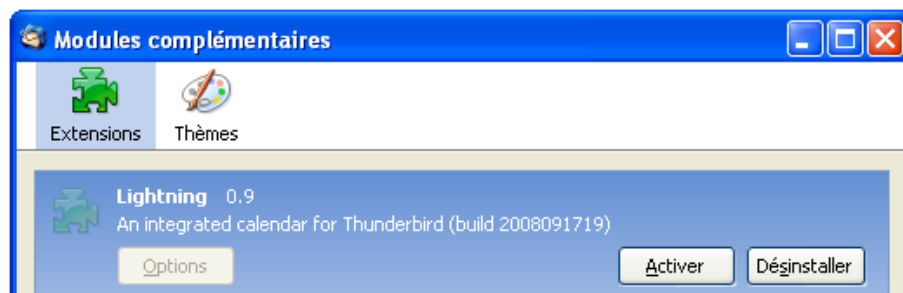 Modules complémentaires
Extensions Thèmes
Lightning 0.9
An integrated calendar for Thunderbird (build 2008091719)
Options Activer Désinstaller